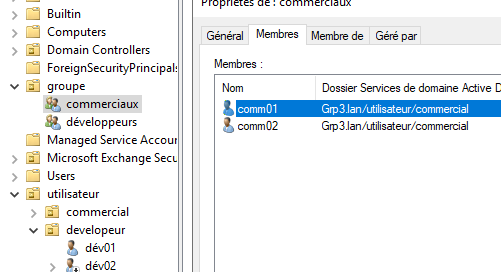 Builtin
Computers
Domain Controllers
ForeignSecurityPrincipals
groupe
commerciaux
développeurs
Managed Service Accou
Microsoft Exchange Secu
Users
utilisateur
commercial
developeur
dév01
dév02
Propriétés de : commerciaux
Général
Membres
Membre de
Géré par
Membres :
Nom
Dossier Services de domaine Active D
comm01
Grp3.lan/utilisateur/commercial
comm02
Grp3.lan/utilisateur/commercial